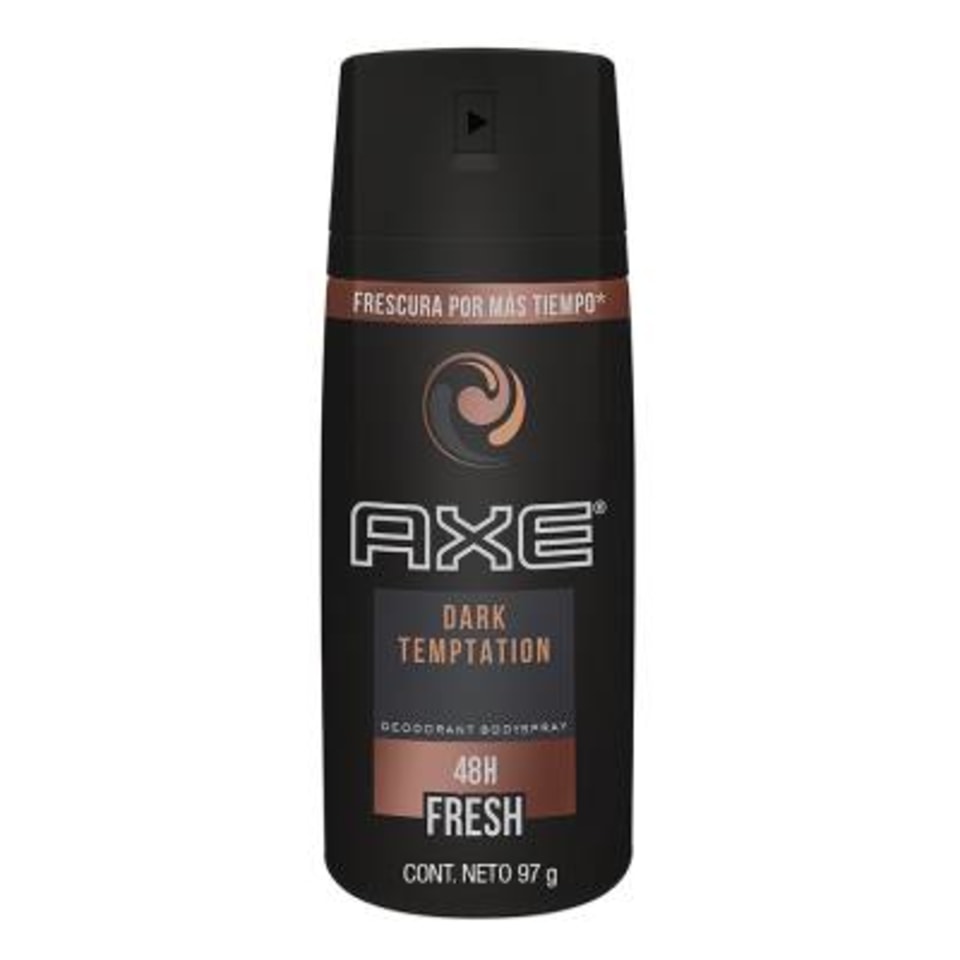 FRESCURA POR MÁS TIEMPO*
AXE®
DARK
TEMPTATION
DEODORANT BODYSPRAY
48H
FRESH
CONT. NETO 97 g